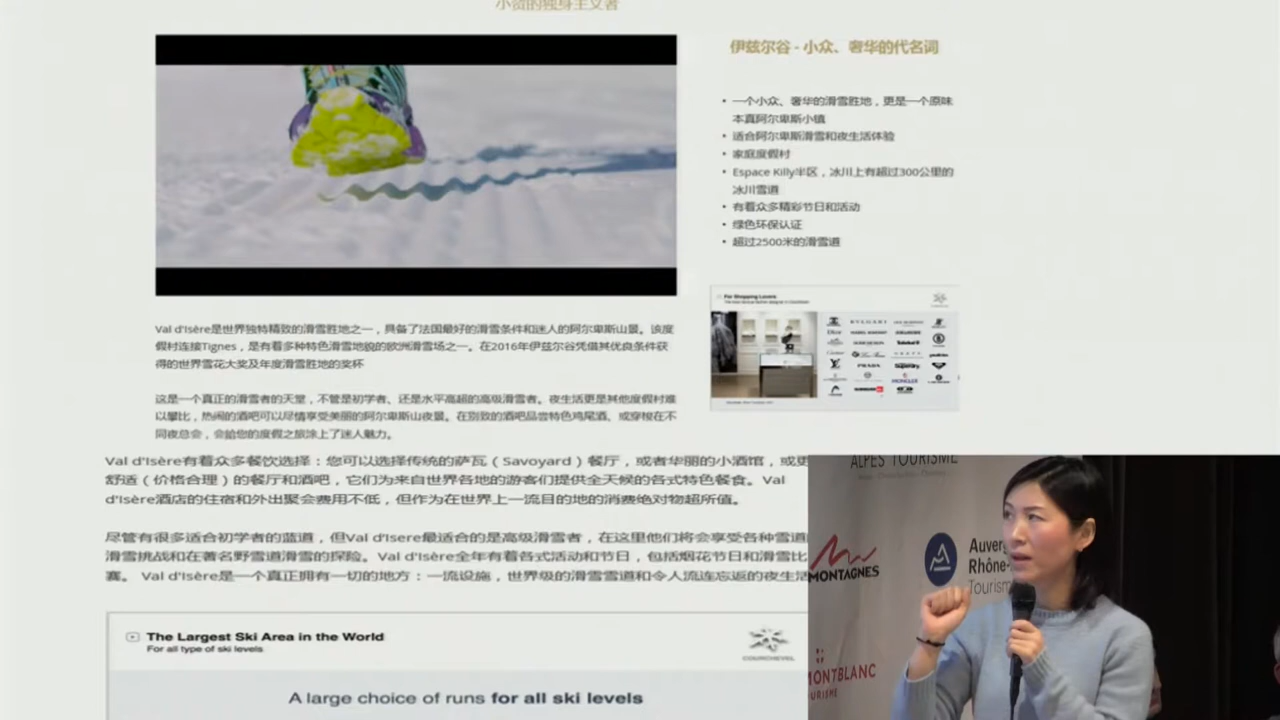 小资的独身主义者
伊兹尔谷 - 小众、奢华的代名词
• 一个小众、奢华的滑雪胜地，更是一个原味
本真阿尔卑斯小镇
• 适合阿尔卑斯滑雪和夜生活体验
• 家庭度假村
• Espace Killy半区，冰川上有超过300公里的
冰川雪道
• 有着众多精彩节日和活动
• 绿色环保认证
• 超过2500米的滑雪道
For Shopping Lovers
BVLGARI
Dior
Cartier
PRADA
MONCLER
Val d'Isère是世界独特精致的滑雪胜地之一，具备了法国最好的滑雪条件和迷人的阿尔卑斯山景。该度
假村连接Tignes，是有着多种特色滑雪地貌的欧洲滑雪场之一。在2016年伊兹尔谷凭借其优良条件获
得的世界雪花大奖及年度滑雪胜地的奖杯
这是一个真正的滑雪者的天堂，不管是初学者、还是水平高超的高级滑雪者。夜生活更是其他度假村难
以攀比，热闹的酒吧可以尽情享受美丽的阿尔卑斯山夜景。在别致的酒吧品尝特色鸡尾酒、或穿梭在不
同夜总会，会给您的度假之旅添上了迷人魅力。
Val d'Isère有着众多餐饮选择：您可以选择传统的萨瓦（Savoyard）餐厅，或者华丽的小酒馆，或更
舒适（价格合理）的餐厅和酒吧，它们为来自世界各地的游客们提供全天候的各式特色餐食。Val
d'Isère酒店的住宿和外出聚会费用不低，但作为在世界上一流目的地的消费绝对物超所值。
尽管有很多适合初学者的蓝道，但Val d'Isere最适合的是高级滑雪者，在这里他们将会享受各种雪道
滑雪挑战和在著名野雪道滑雪的探险。Val d'Isère全年有着各式活动和节日，包括烟花节日和滑雪比
赛。 Val d'Isère是一个真正拥有一切的地方：一流设施，世界级的滑雪雪道和令人流连忘返的夜生活
The Largest Ski Area in the World
For all type of ski levels
COURCHEVEL
A large choice of runs for all ski levels
ALPES TOURISME
MONTAGNES
Auverg
Rhône-
Tourism
MONTBLANC
URISME